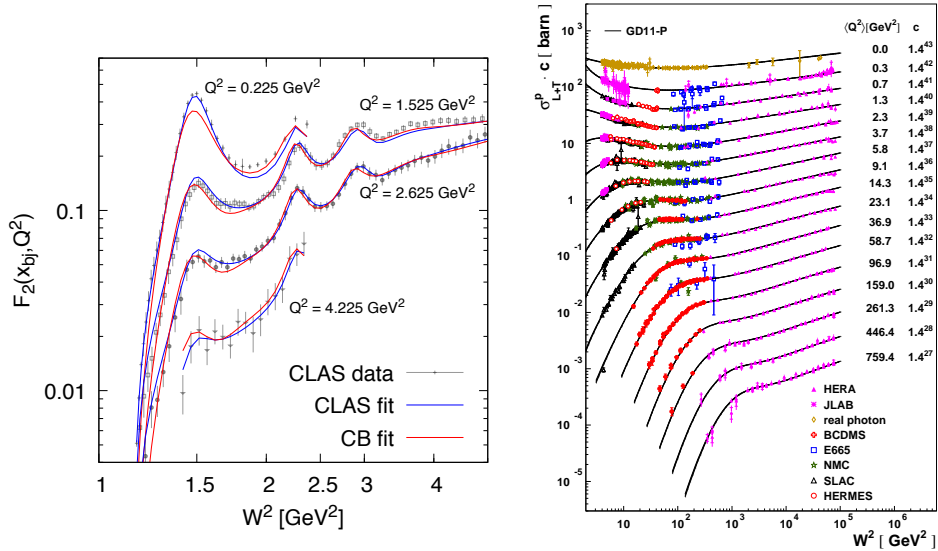 Q² = 0.225 GeV²
Q² = 1.525 GeV²
Q² = 2.625 GeV²
Q² = 4.225 GeV²
CLAS data
CLAS fit
CB fit
0.1
0.01
F₂(x_bj,Q²)
1 1.5 2 2.5 3 4
W² [GeV²]
σᵖ_L+T · c [barn]
GD11-P
⟨Q²⟩[GeV²] c
0.0 1.4⁴³
0.3 1.4⁴²
0.7 1.4⁴¹
1.3 1.4⁴⁰
2.3 1.4³⁹
3.7 1.4³⁸
5.8 1.4³⁷
9.1 1.4³⁶
14.3 1.4³⁵
23.1 1.4³⁴
36.9 1.4³³
58.7 1.4³²
96.9 1.4³¹
159.0 1.4³⁰
261.3 1.4²⁹
446.4 1.4²⁸
759.4 1.4²⁷
10³
10²
10
1
10⁻¹
10⁻²
10⁻³
10⁻⁴
10⁻⁵
HERA
JLAB
real photon
BCDMS
E665
NMC
SLAC
HERMES
10 10² 10³ 10⁴ 10⁵ 10⁶
W² [ GeV² ]